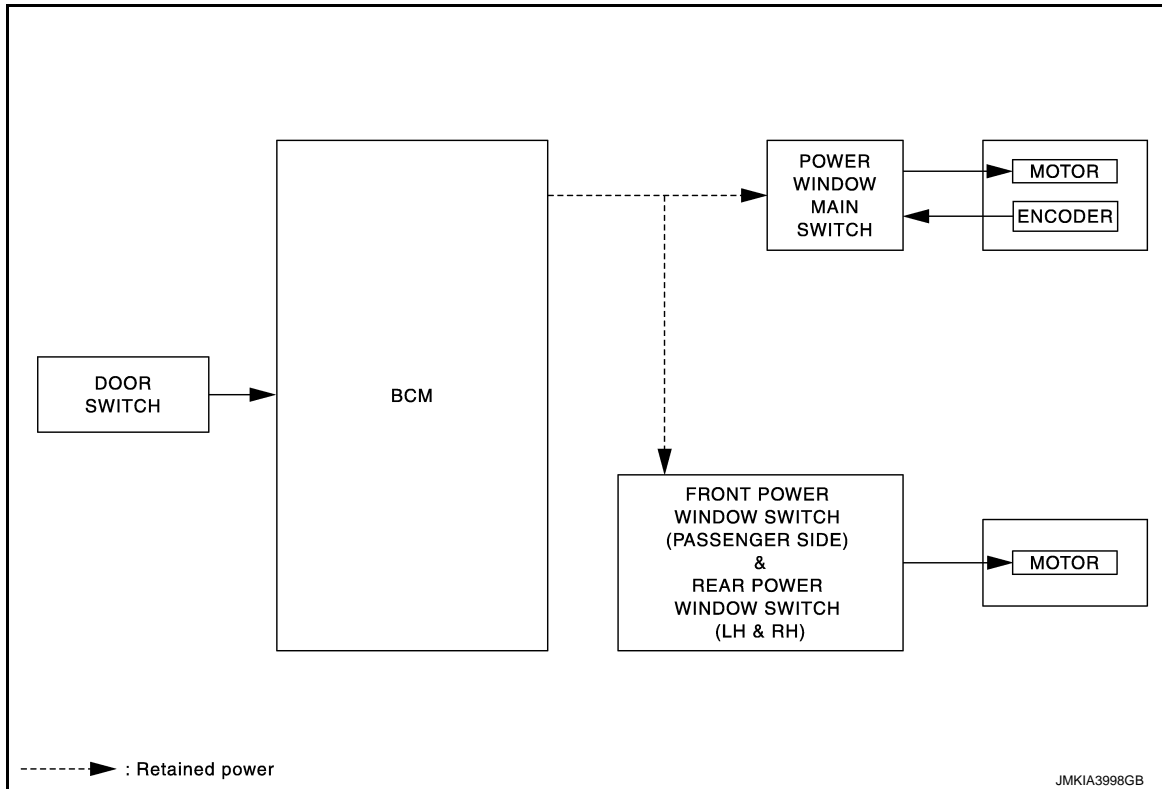 DOOR
SWITCH
BCM
POWER
WINDOW
MAIN
SWITCH
MOTOR
ENCODER
FRONT POWER
WINDOW SWITCH
(PASSENGER SIDE)
&
REAR POWER
WINDOW SWITCH
(LH & RH)
MOTOR
: Retained power
JMKIA3998GB